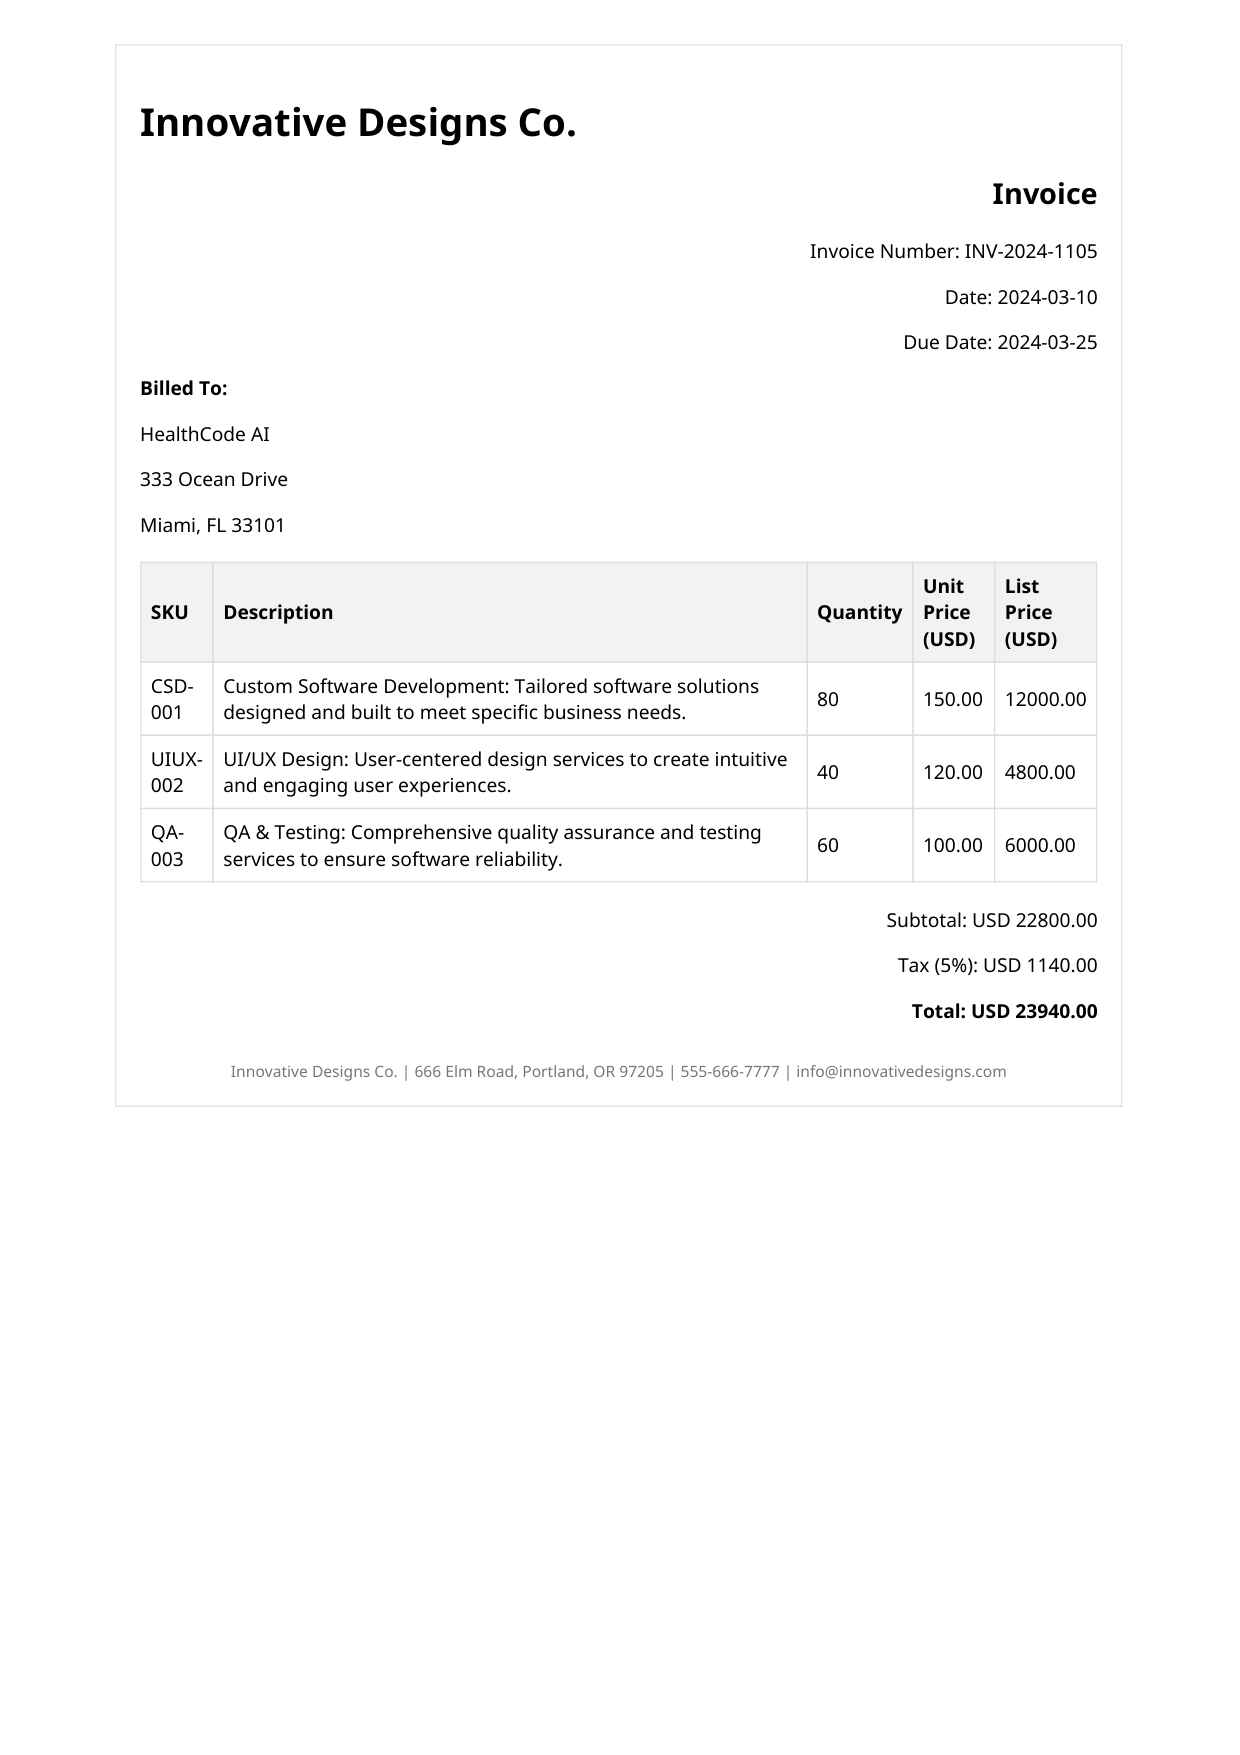 Innovative Designs Co.
Invoice
Invoice Number: INV-2024-1105
Date: 2024-03-10
Due Date: 2024-03-25
Billed To:
HealthCode AI
333 Ocean Drive
Miami, FL 33101
SKU Description Quantity Unit Price (USD) List Price (USD)
CSD-001 Custom Software Development: Tailored software solutions designed and built to meet specific business needs. 80 150.00 12000.00
UIUX-002 UI/UX Design: User-centered design services to create intuitive and engaging user experiences. 40 120.00 4800.00
QA-003 QA & Testing: Comprehensive quality assurance and testing services to ensure software reliability. 60 100.00 6000.00
Subtotal: USD 22800.00
Tax (5%): USD 1140.00
Total: USD 23940.00
Innovative Designs Co. | 666 Elm Road, Portland, OR 97205 | 555-666-7777 | info@innovativedesigns.com